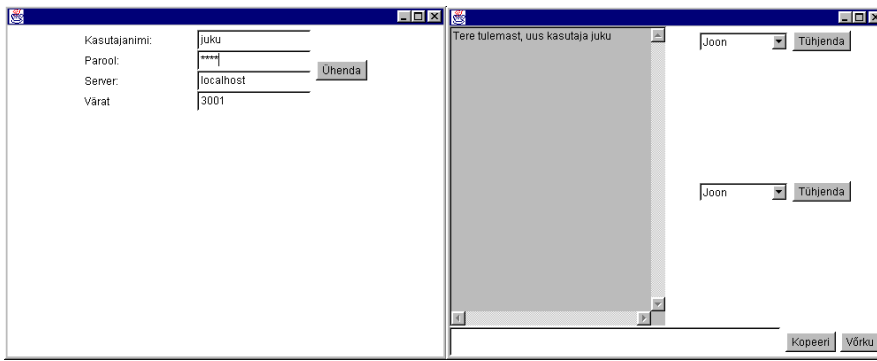 Kasutajanimi: juku
Parool: ****
Ühenda
Server: localhost
Värat 3001
Tere tulemast, uus kasutaja juku
Joon Tühjenda
Joon Tühjenda
Kopeeri Võrku